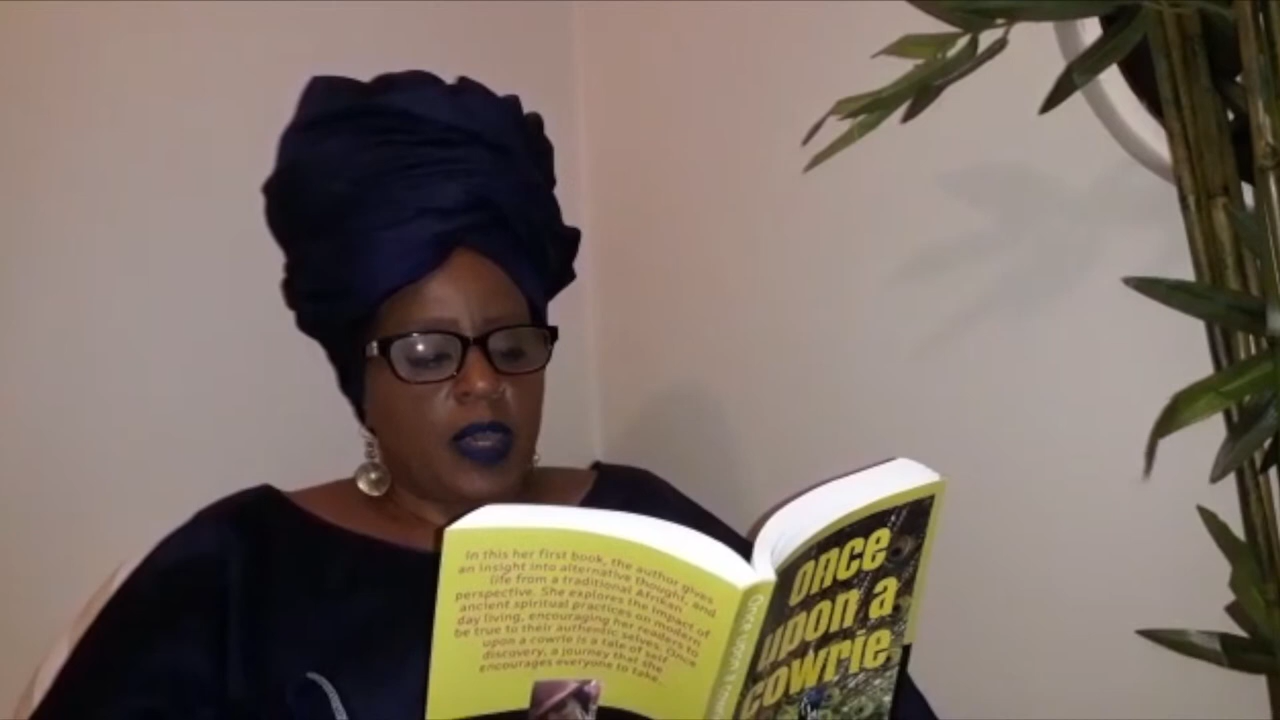 In this her first book, the author gives
an insight into alternative thought, and
life from a traditional Afrikan
perspective. She explores the impact of
ancient spiritual practices on modern
day living, encouraging her readers to
be true to their authentic selves. Once
upon a cowrie is a tale of self
discovery, a journey that she
encourages everyone to take...
Once upon a
once
upon a
cowrie